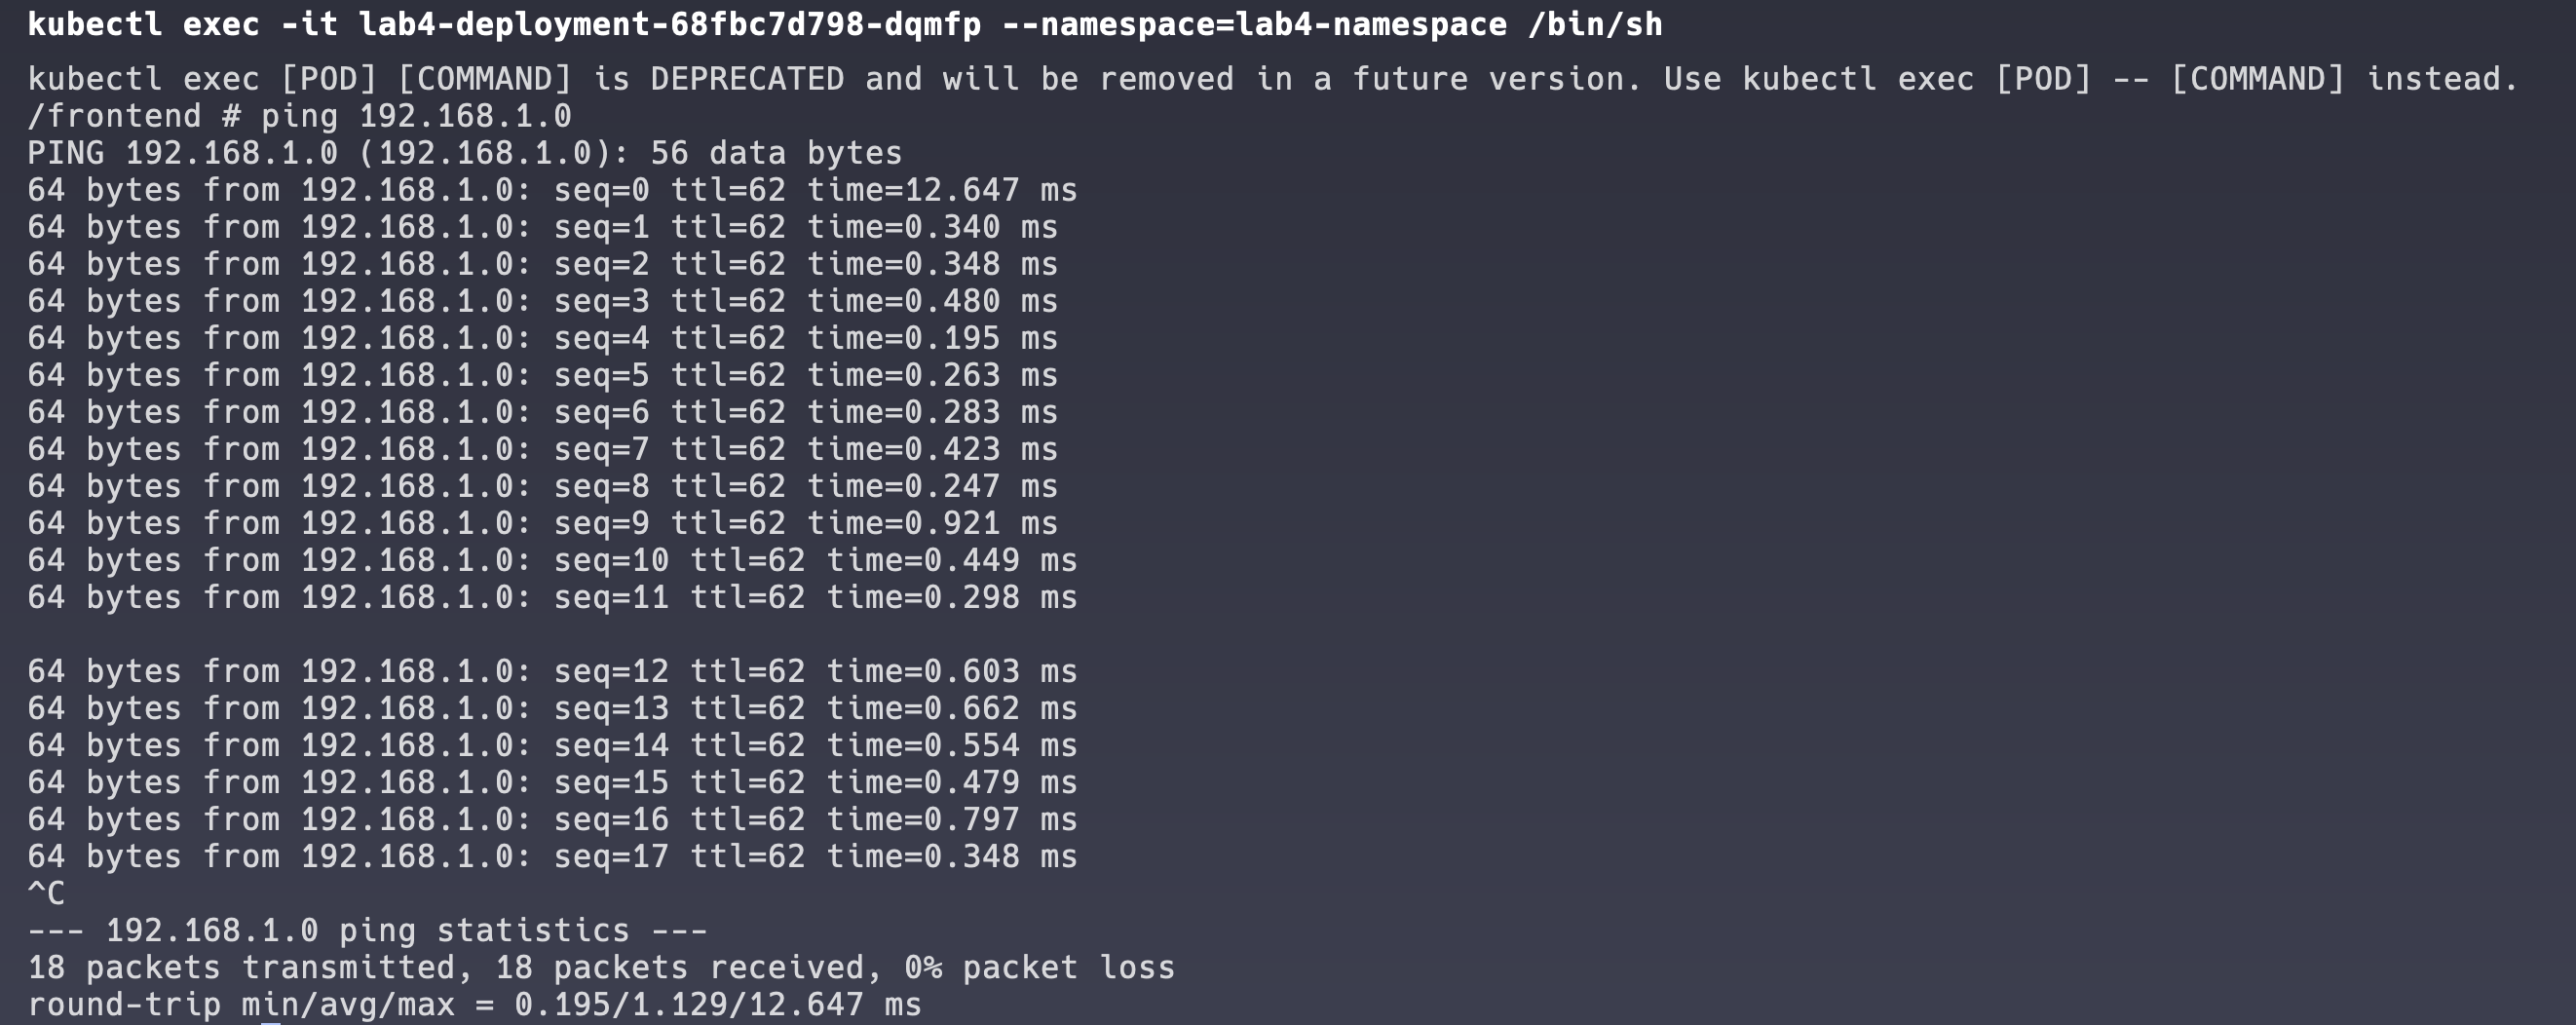 kubectl exec -it lab4-deployment-68fbc7d798-dqmfp --namespace=lab4-namespace /bin/sh
kubectl exec [POD] [COMMAND] is DEPRECATED and will be removed in a future version. Use kubectl exec [POD] -- [COMMAND] instead.
/frontend # ping 192.168.1.0
PING 192.168.1.0 (192.168.1.0): 56 data bytes
64 bytes from 192.168.1.0: seq=0 ttl=62 time=12.647 ms
64 bytes from 192.168.1.0: seq=1 ttl=62 time=0.340 ms
64 bytes from 192.168.1.0: seq=2 ttl=62 time=0.348 ms
64 bytes from 192.168.1.0: seq=3 ttl=62 time=0.480 ms
64 bytes from 192.168.1.0: seq=4 ttl=62 time=0.195 ms
64 bytes from 192.168.1.0: seq=5 ttl=62 time=0.263 ms
64 bytes from 192.168.1.0: seq=6 ttl=62 time=0.283 ms
64 bytes from 192.168.1.0: seq=7 ttl=62 time=0.423 ms
64 bytes from 192.168.1.0: seq=8 ttl=62 time=0.247 ms
64 bytes from 192.168.1.0: seq=9 ttl=62 time=0.921 ms
64 bytes from 192.168.1.0: seq=10 ttl=62 time=0.449 ms
64 bytes from 192.168.1.0: seq=11 ttl=62 time=0.298 ms
64 bytes from 192.168.1.0: seq=12 ttl=62 time=0.603 ms
64 bytes from 192.168.1.0: seq=13 ttl=62 time=0.662 ms
64 bytes from 192.168.1.0: seq=14 ttl=62 time=0.554 ms
64 bytes from 192.168.1.0: seq=15 ttl=62 time=0.479 ms
64 bytes from 192.168.1.0: seq=16 ttl=62 time=0.797 ms
64 bytes from 192.168.1.0: seq=17 ttl=62 time=0.348 ms
^C
--- 192.168.1.0 ping statistics ---
18 packets transmitted, 18 packets received, 0% packet loss
round-trip min/avg/max = 0.195/1.129/12.647 ms